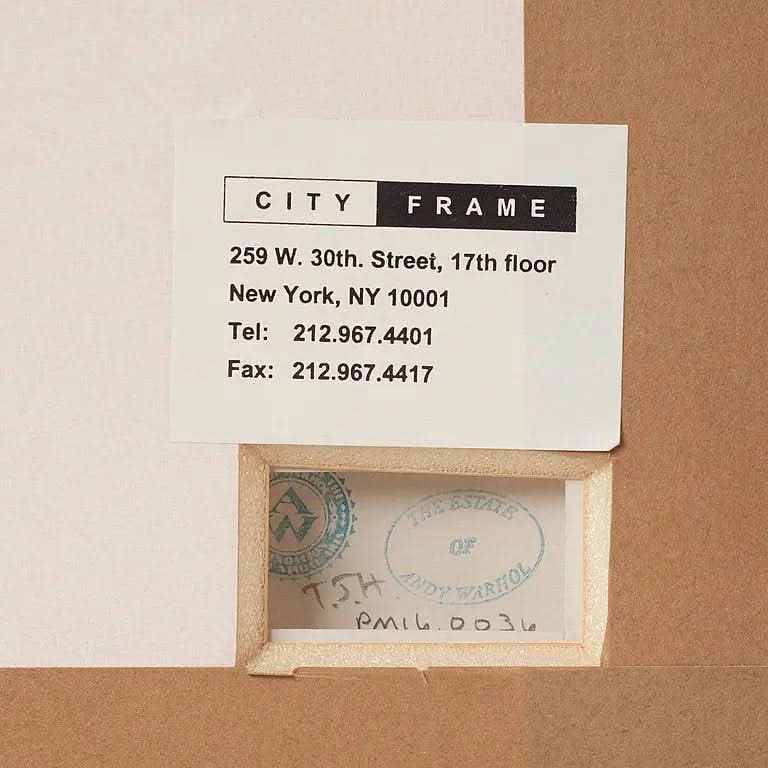 CITY FRAME
259 W. 30th. Street, 17th floor
New York, NY 10001
Tel: 212.967.4401
Fax: 212.967.4417
AW
THE ESTATE
OF
ANDY WARHOL
T.J.H.
PM16.0036